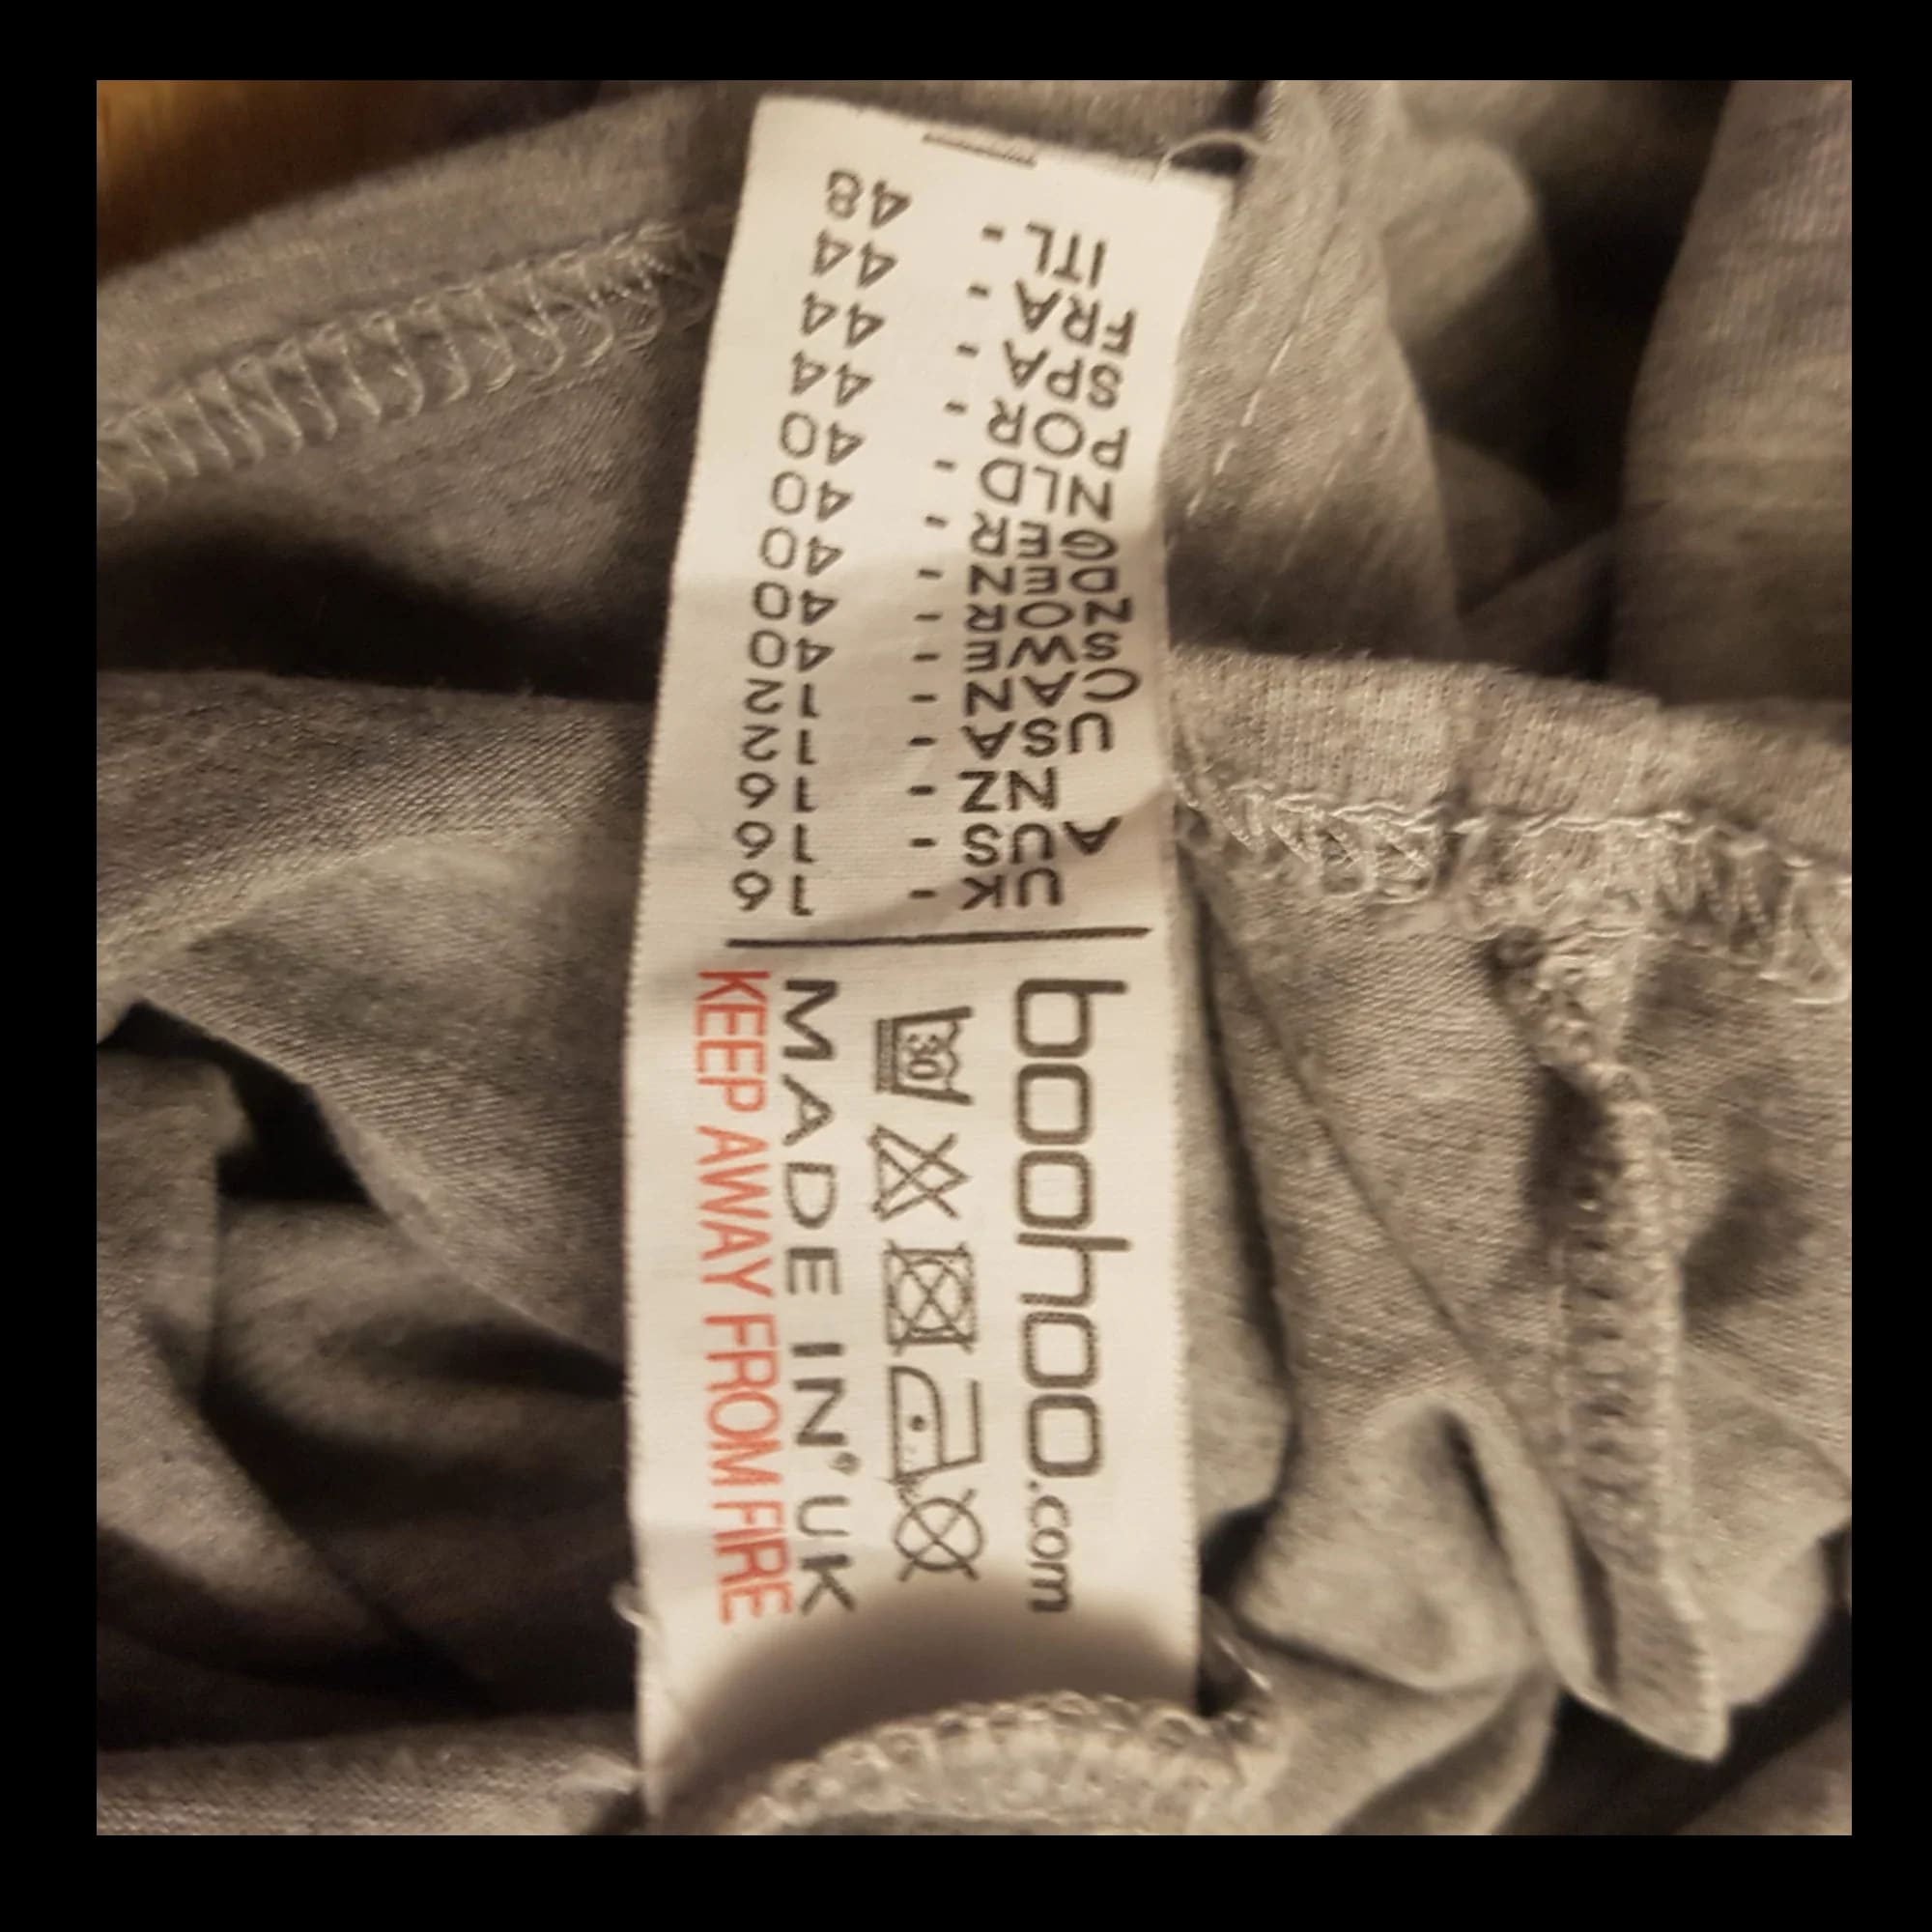 boohoo.com
30
MADE IN UK
KEEP AWAY FROM FIRE
UK - 16
AUS - 16
NZ - 16
USA - 12
CAN - 12
SWE - 40
NOR - 40
DEN - 40
GER - 40
NLD - 40
POR - 44
SPA - 44
FRA - 44
ITL - 48